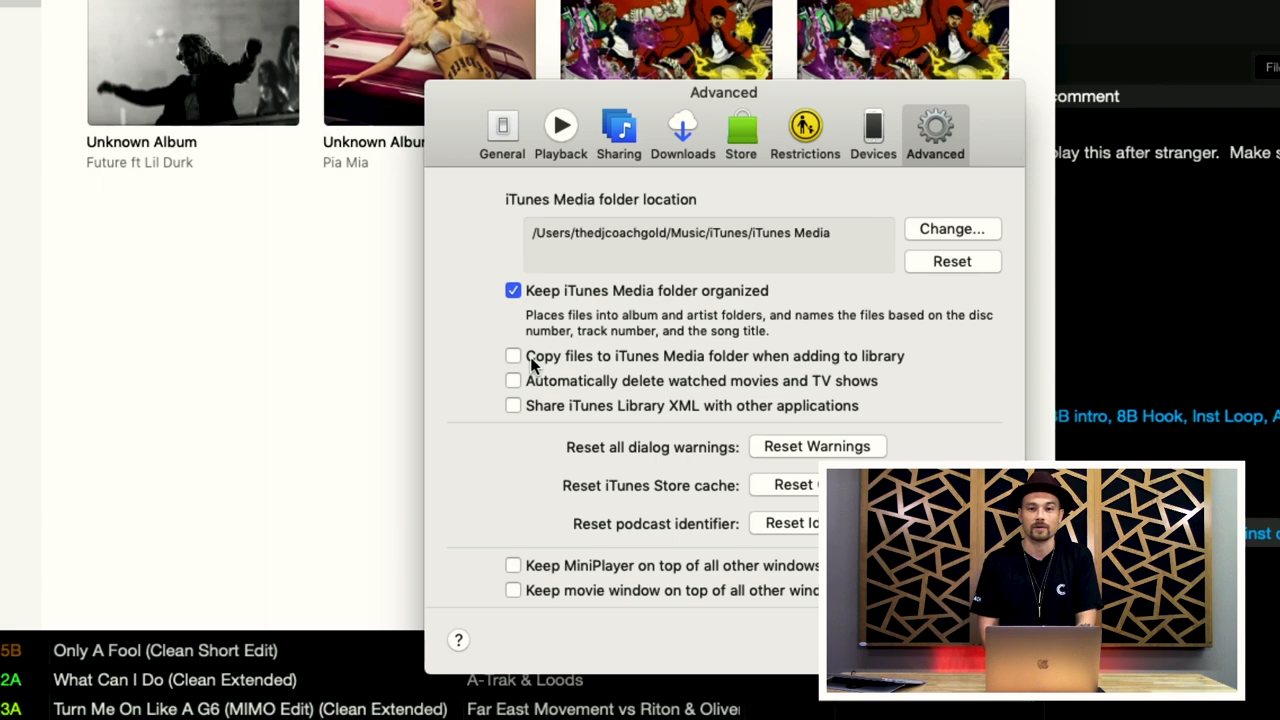 Unknown Album
Future ft Lil Durk
Pia Mia
Advanced
General
Playback
Sharing
Downloads
Store
Restrictions
Devices
Advanced
comment
play this after stranger. Make
iTunes Media folder location
/Users/thedjcoachgold/Music/iTunes/iTunes Media
Change...
Reset
Keep iTunes Media folder organized
Places files into album and artist folders, and names the files based on the disc
number, track number, and the song title.
Copy files to iTunes Media folder when adding to library
Automatically delete watched movies and TV shows
Share iTunes Library XML with other applications
8B intro, 8B Hook, Inst Loop,
Reset all dialog warnings:
Reset Warnings
Reset iTunes Store cache:
Reset
Reset podcast identifier:
Reset
Keep MiniPlayer on top of all other windows
Keep movie window on top of all other
?
5B Only A Fool (Clean Short Edit)
2A What Can I Do (Clean Extended) A-Trak & Loods
3A Turn Me On Like A G6 (MIMO Edit) (Clean Extended) Far East Movement vs Riton &